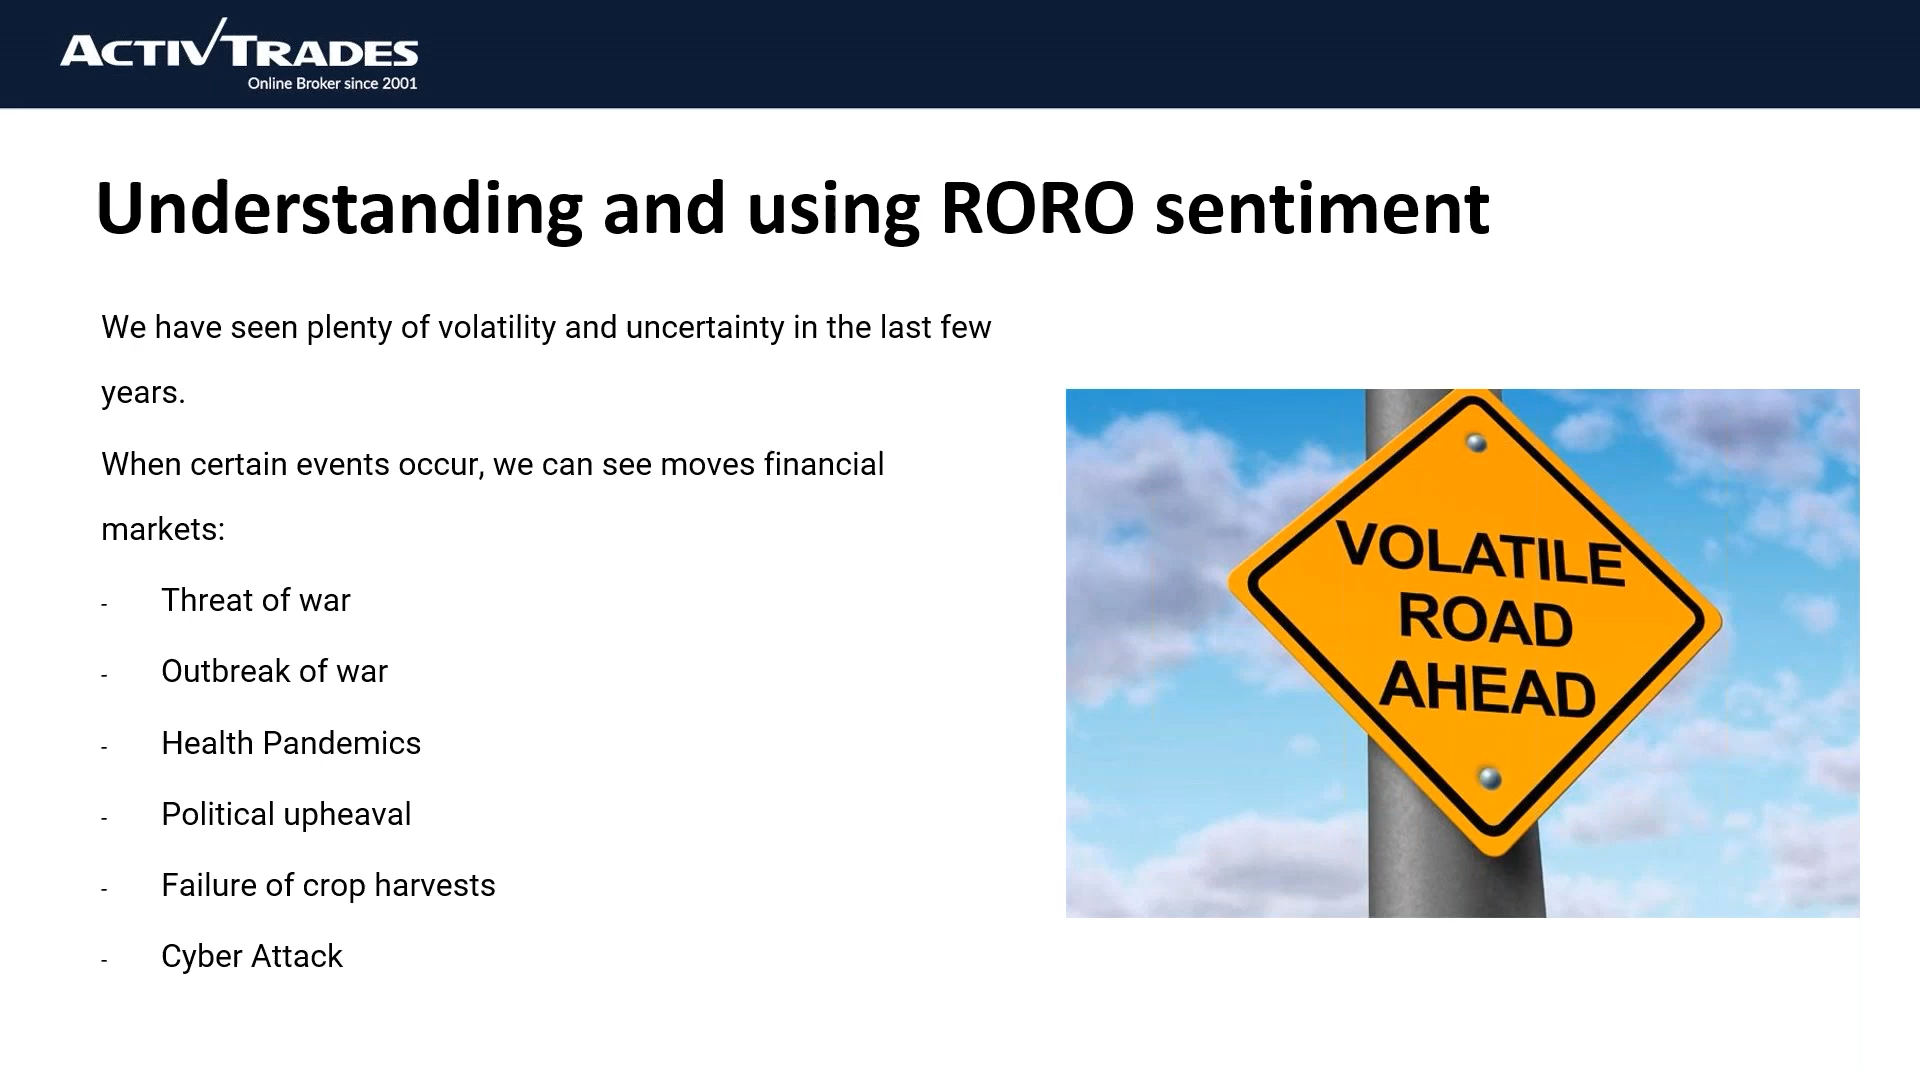 ACTIVTRADES
Online Broker since 2001
Understanding and using RORO sentiment
We have seen plenty of volatility and uncertainty in the last few
years.
When certain events occur, we can see moves financial
markets:
- Threat of war
- Outbreak of war
- Health Pandemics
- Political upheaval
- Failure of crop harvests
- Cyber Attack
VOLATILE
ROAD
AHEAD